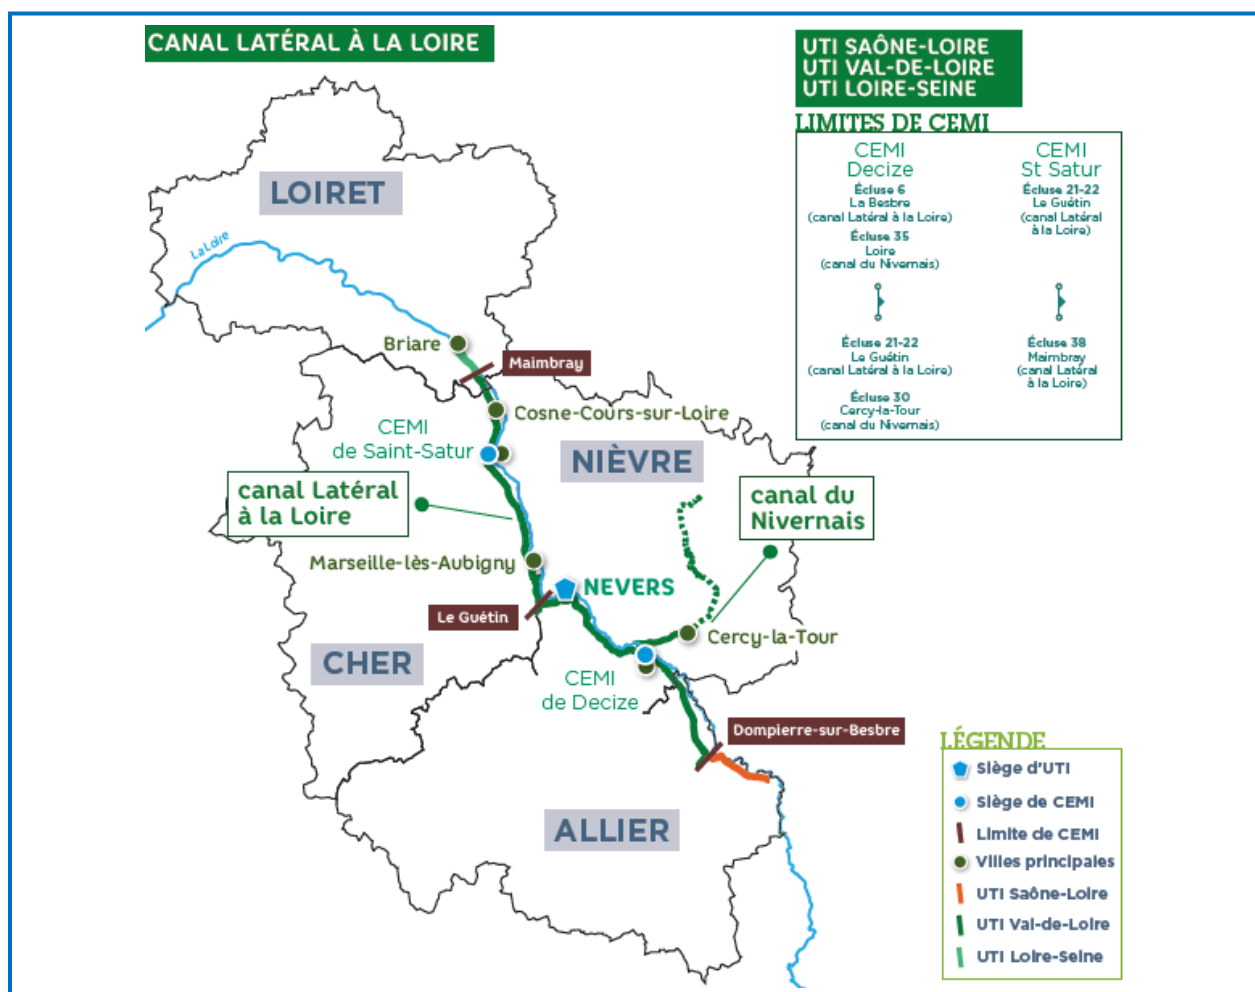 CANAL LATÉRAL À LA LOIRE
UTI SAÔNE-LOIRE
UTI VAL-DE-LOIRE
UTI LOIRE-SEINE
LIMITES DE CEMI
CEMI
Decize
Écluse 6
La Besbre
(canal Latéral à la Loire)
Écluse 35
Loire
(canal du Nivernais)
Écluse 21-22
Le Guétin
(canal Latéral à la Loire)
Écluse 30
Cercy-la-Tour
(canal du Nivernais)
CEMI
St Satur
Écluse 21-22
Le Guétin
(canal Latéral
à la Loire)
Écluse 38
Maimbray
(canal Latéral
à la Loire)
LOIRET
La Loire
Briare
Maimbray
Cosne-Cours-sur-Loire
CEMI
de Saint-Satur
NIÈVRE
canal Latéral
à la Loire
canal du
Nivernais
Marseille-lès-Aubigny
NEVERS
Le Guétin
Cercy-la-Tour
CHER
CEMI
de Decize
Dompierre-sur-Besbre
ALLIER
LÉGENDE
Siège d'UTI
Siège de CEMI
Limite de CEMI
Villes principales
UTI Saône-Loire
UTI Val-de-Loire
UTI Loire-Seine